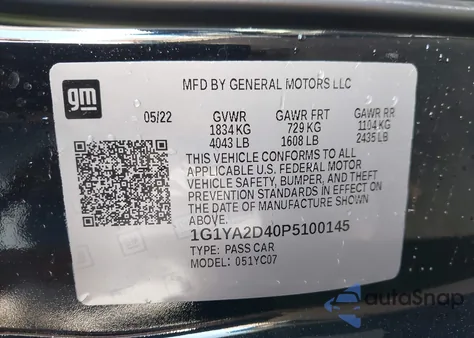 gm
MFD BY GENERAL MOTORS LLC
05/22 GVWR GAWR FRT GAWR RR
1834 KG 729 KG 1104 KG
4043 LB 1608 LB 2435 LB
THIS VEHICLE CONFORMS TO ALL
APPLICABLE U.S. FEDERAL MOTOR
VEHICLE SAFETY, BUMPER, AND THEFT
PREVENTION STANDARDS IN EFFECT ON
THE DATE OF MANUFACTURE SHOWN
ABOVE.
1G1YA2D40P5100145
TYPE: PASS CAR
MODEL: 051YC07
autoSnap